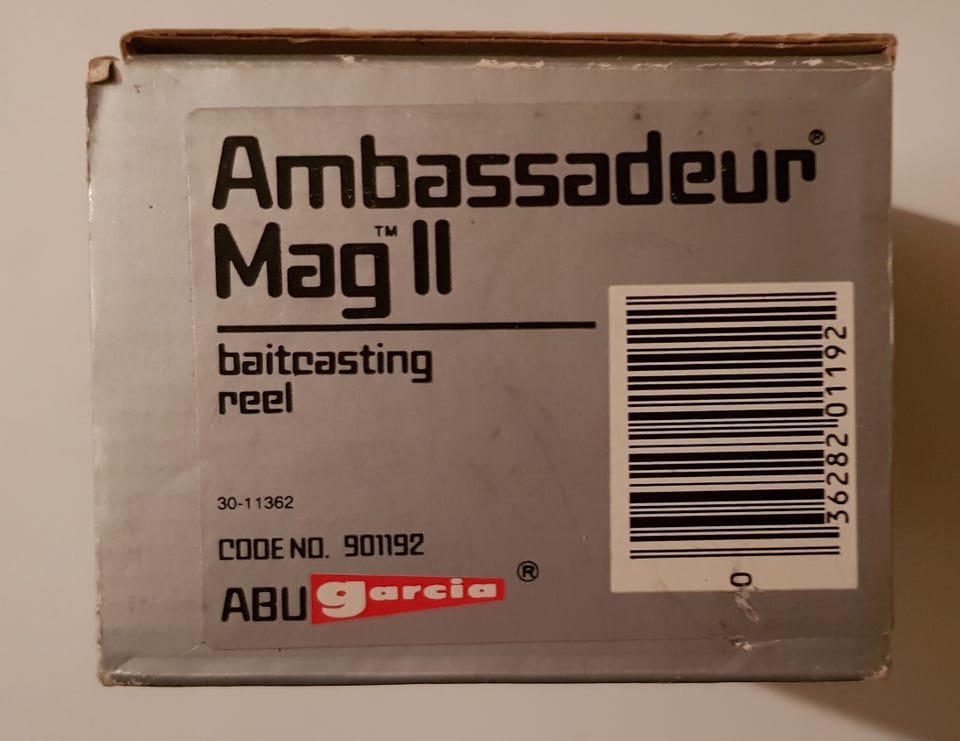 Ambassadeur®
Mag™ II
baitcasting
reel
30-11362
CODE NO. 901192
ABU garcia ®
0 36282 01192